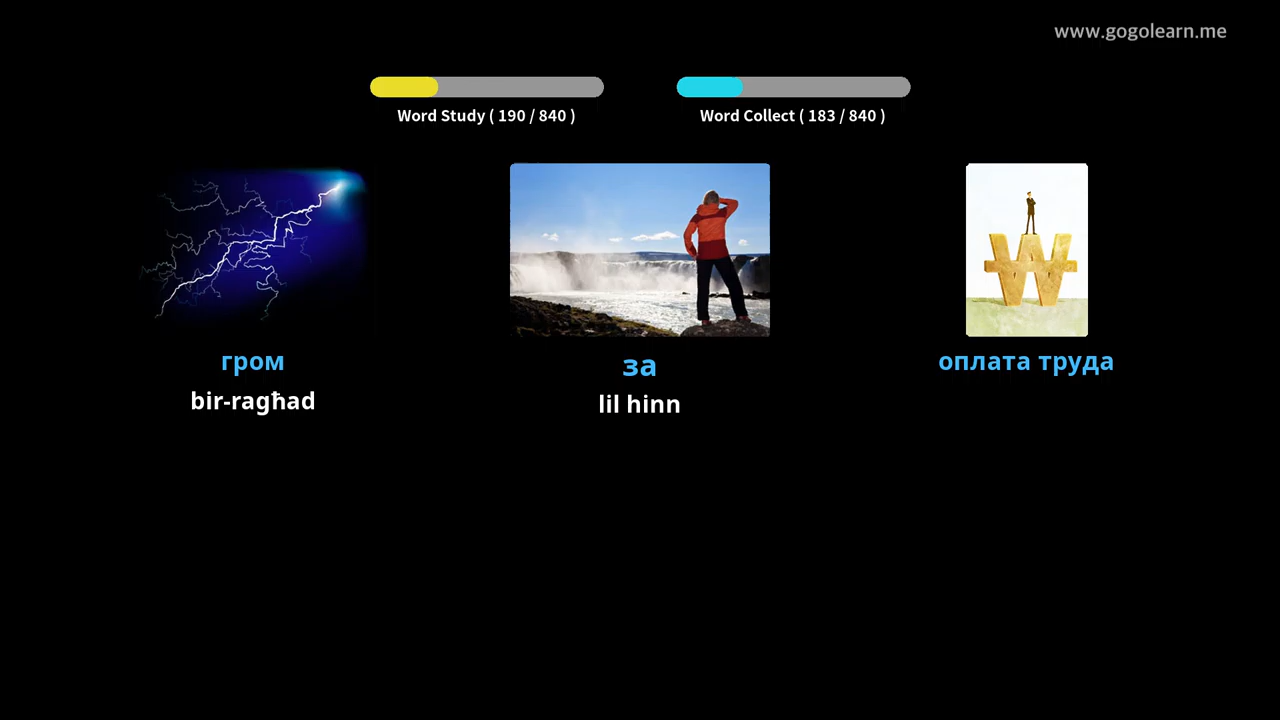 www.gogolearn.me
Word Study ( 190 / 840 )
Word Collect ( 183 / 840 )
гром
bir-ragħad
за
lil hinn
оплата труда